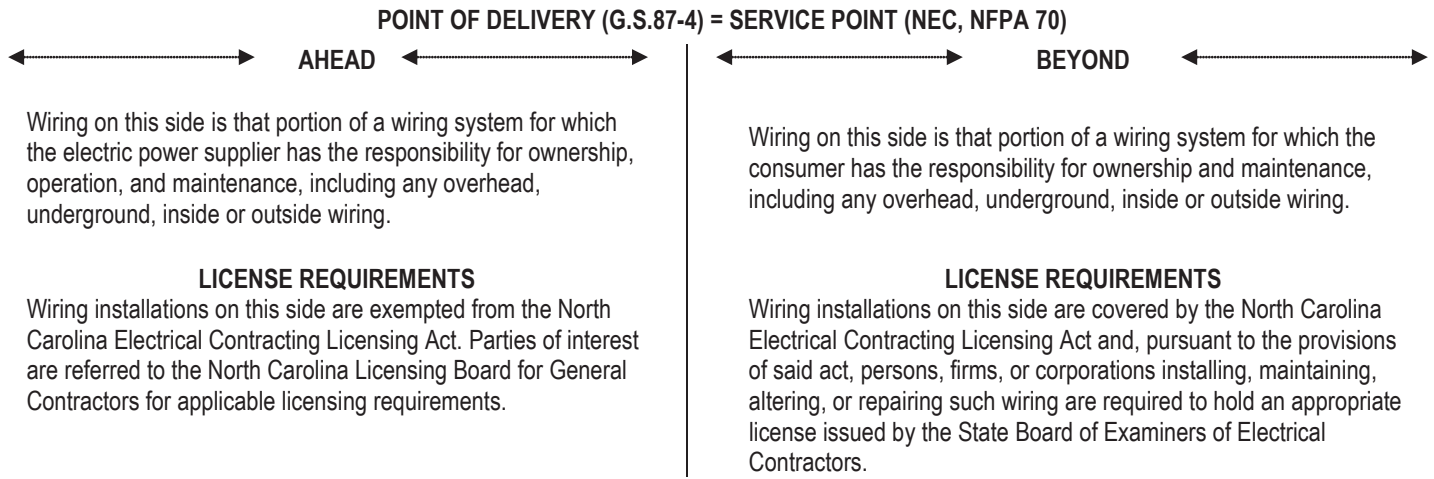 POINT OF DELIVERY (G.S.87-4) = SERVICE POINT (NEC, NFPA 70)
AHEAD
Wiring on this side is that portion of a wiring system for which
the electric power supplier has the responsibility for ownership,
operation, and maintenance, including any overhead,
underground, inside or outside wiring.
LICENSE REQUIREMENTS
Wiring installations on this side are exempted from the North
Carolina Electrical Contracting Licensing Act. Parties of interest
are referred to the North Carolina Licensing Board for General
Contractors for applicable licensing requirements.
BEYOND
Wiring on this side is that portion of a wiring system for which the
consumer has the responsibility for ownership and maintenance,
including any overhead, underground, inside or outside wiring.
LICENSE REQUIREMENTS
Wiring installations on this side are covered by the North Carolina
Electrical Contracting Licensing Act and, pursuant to the provisions
of said act, persons, firms, or corporations installing, maintaining,
altering, or repairing such wiring are required to hold an appropriate
license issued by the State Board of Examiners of Electrical
Contractors.